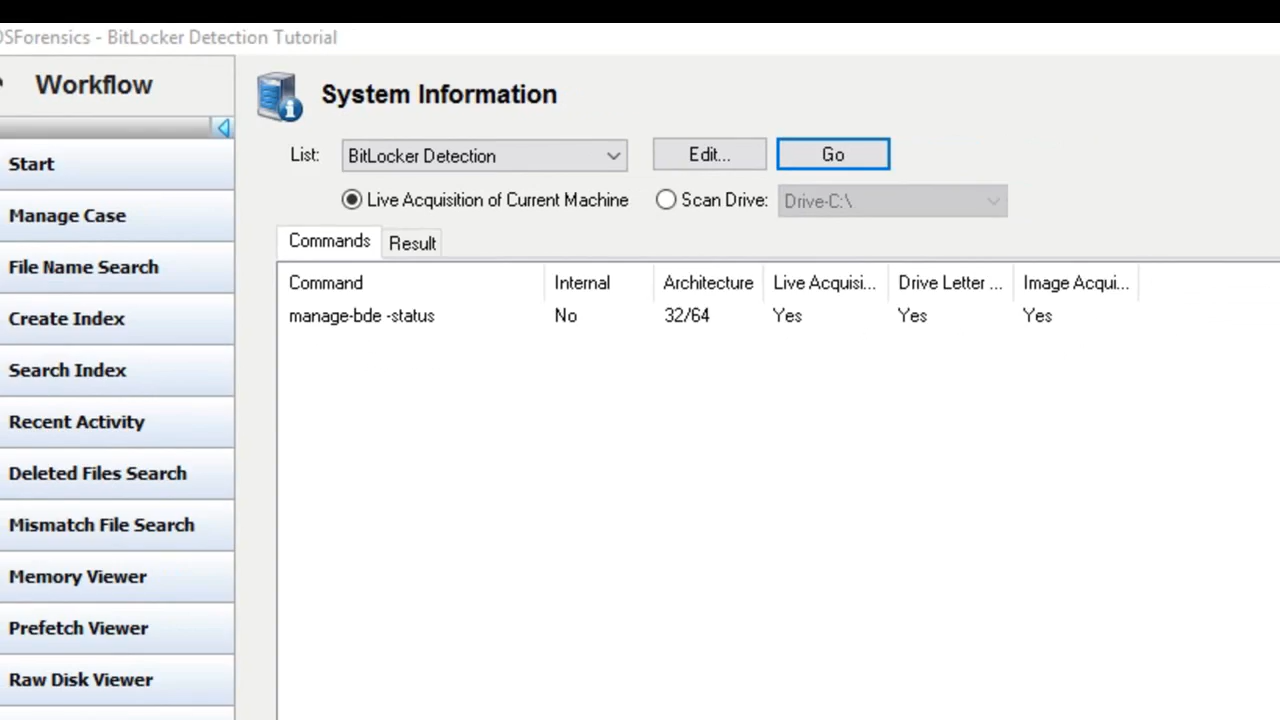 OSForensics - BitLocker Detection Tutorial
Workflow
Start
Manage Case
File Name Search
Create Index
Search Index
Recent Activity
Deleted Files Search
Mismatch File Search
Memory Viewer
Prefetch Viewer
Raw Disk Viewer
System Information
List: BitLocker Detection Edit... Go
Live Acquisition of Current Machine Scan Drive: Drive-C:\
Commands Result
Command Internal Architecture Live Acquisi... Drive Letter ... Image Acqui...
manage-bde -status No 32/64 Yes Yes Yes